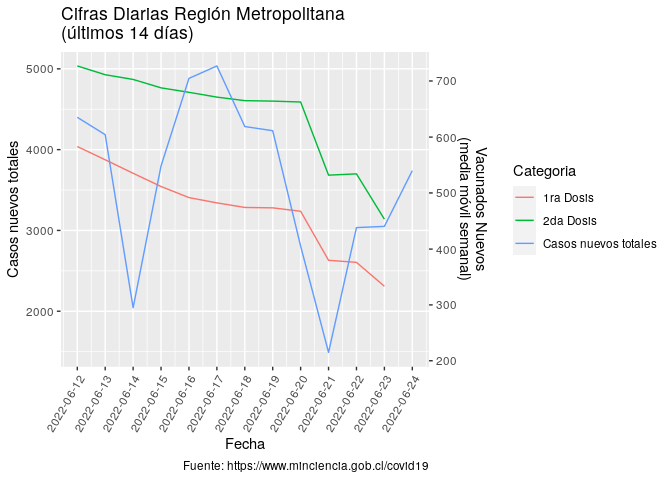 Cifras Diarias Región Metropolitana
(últimos 14 días)
Casos nuevos totales
5000
4000
3000
2000
700
600
500
400
300
200
Vacunados Nuevos
(media móvil semanal)
2022-06-12
2022-06-13
2022-06-14
2022-06-15
2022-06-16
2022-06-17
2022-06-18
2022-06-19
2022-06-20
2022-06-21
2022-06-22
2022-06-23
2022-06-24
Fecha
Categoria
1ra Dosis
2da Dosis
Casos nuevos totales
Fuente: https://www.minciencia.gob.cl/covid19